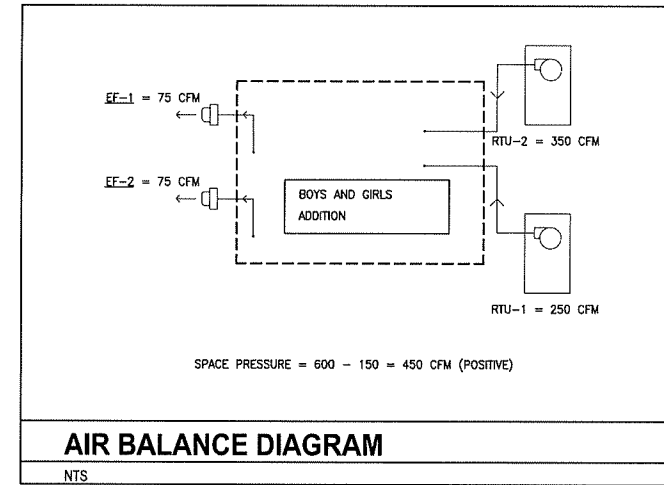 EF-1 = 75 CFM
RTU-2 = 350 CFM
EF-2 = 75 CFM
BOYS AND GIRLS
ADDITION
RTU-1 = 250 CFM
SPACE PRESSURE = 600 - 150 = 450 CFM (POSITIVE)
AIR BALANCE DIAGRAM
NTS